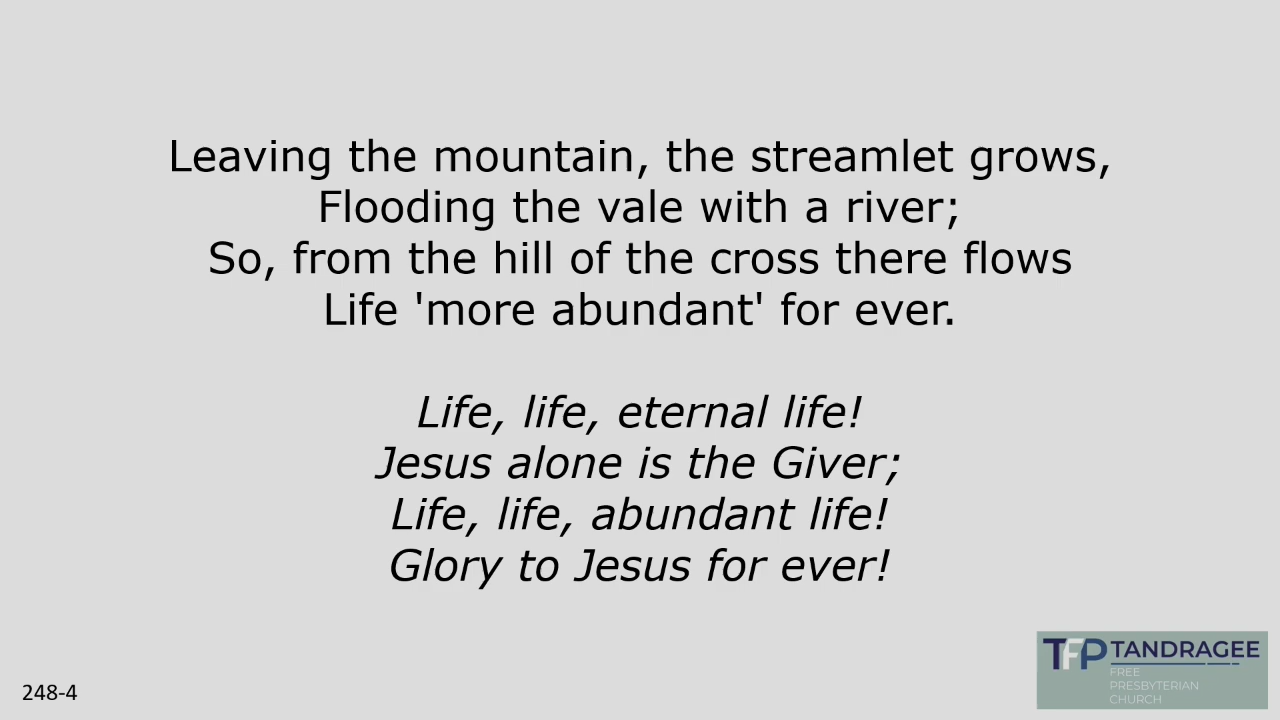 Leaving the mountain, the streamlet grows,
Flooding the vale with a river;
So, from the hill of the cross there flows
Life 'more abundant' for ever.
Life, life, eternal life!
Jesus alone is the Giver;
Life, life, abundant life!
Glory to Jesus for ever!
248-4
TFP TANDRAGEE
FREE
PRESBYTERIAN
CHURCH